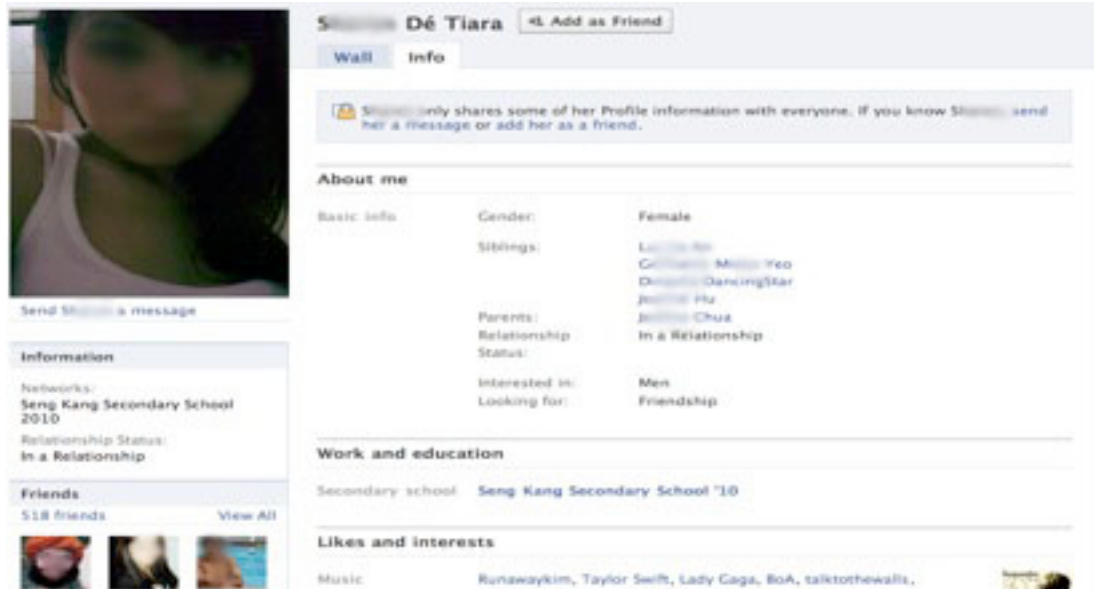 Dé Tiara Add as Friend
Wall Info
only shares some of her Profile information with everyone. If you know send
her a message or add her as a friend.
About me
Basic info Gender: Female
Siblings:
Yeo
DancingStar
Hu
Parents: Chua
Relationship In a Relationship
Status:
Interested in: Men
Looking for: Friendship
Work and education
Secondary school Seng Kang Secondary School '10
Likes and interests
Music Runawaykim, Taylor Swift, Lady Gaga, BoA, talktothewalls,
Send a message
Information
Networks:
Seng Kang Secondary School
2010
Relationship Status:
In a Relationship
Friends
518 friends View All